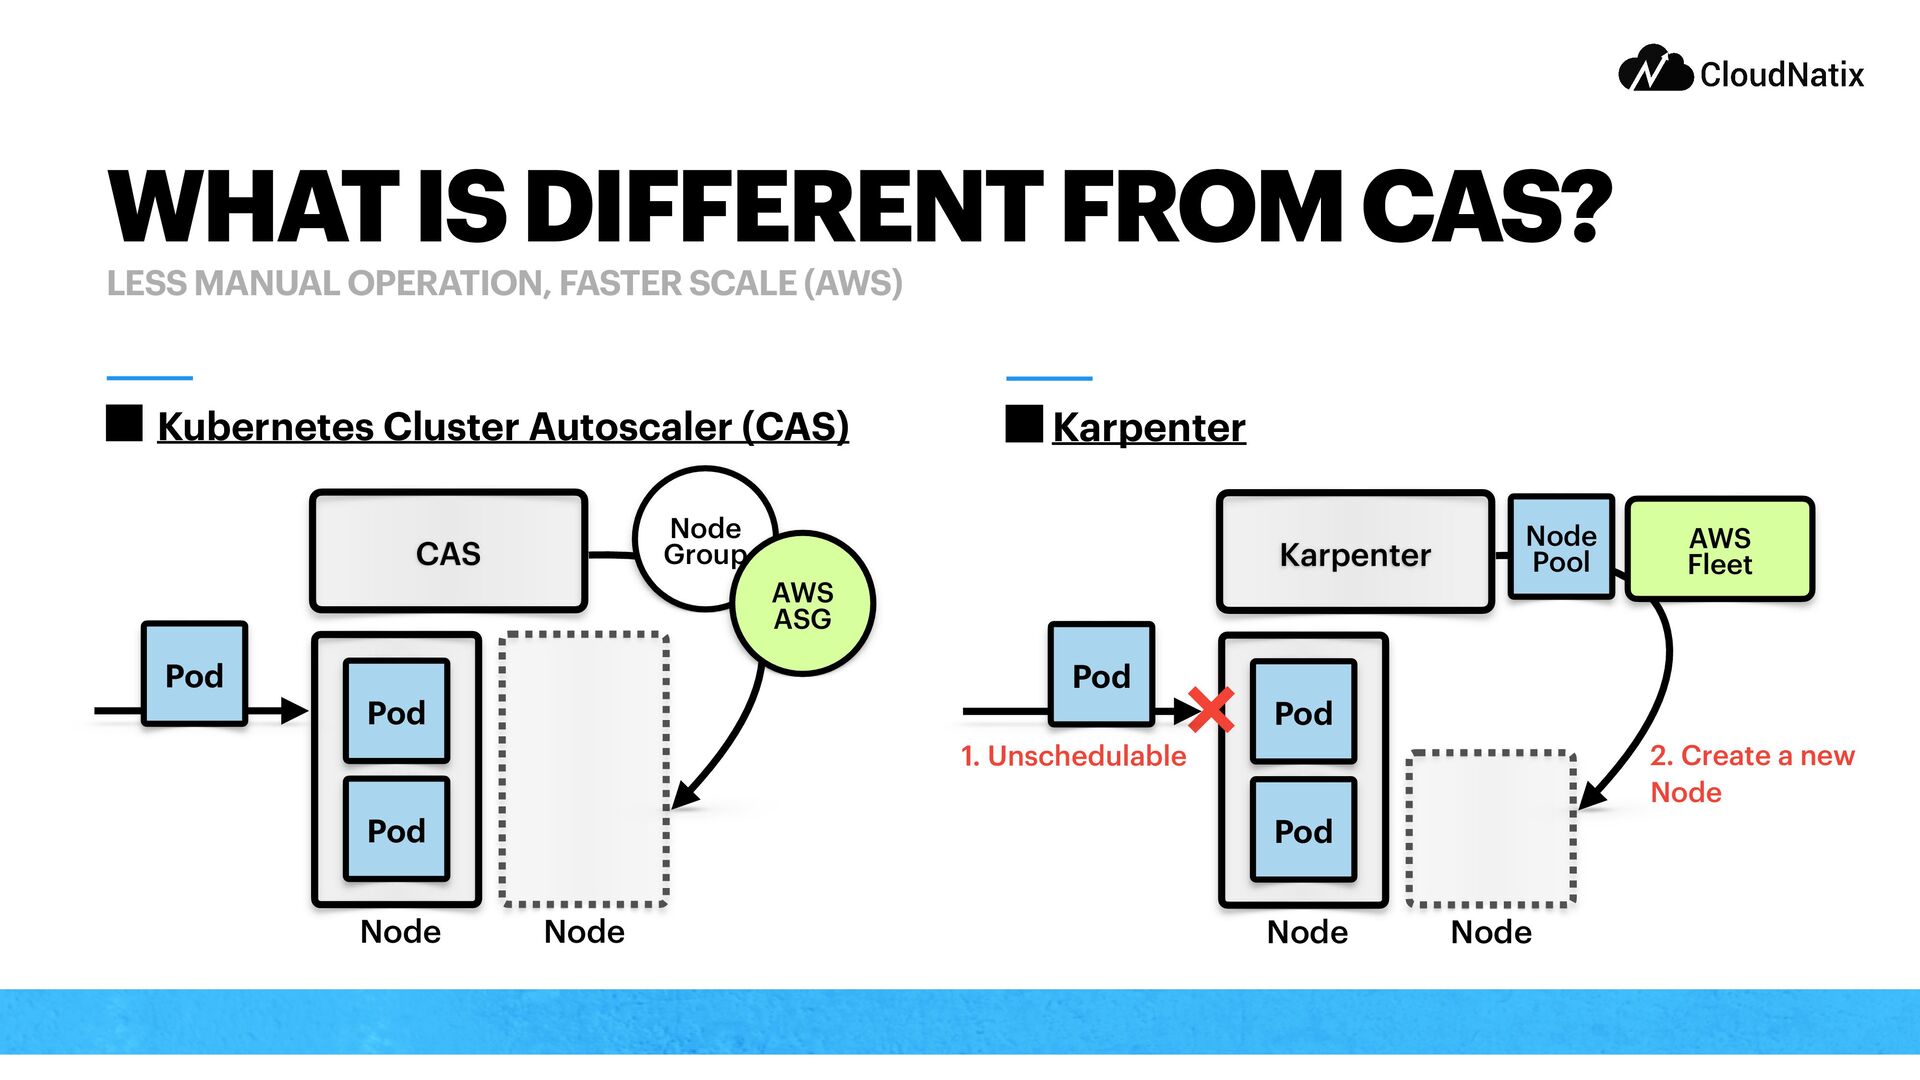 CloudNatix
WHAT IS DIFFERENT FROM CAS?
LESS MANUAL OPERATION, FASTER SCALE (AWS)
Kubernetes Cluster Autoscaler (CAS)
CAS
Node
Group
AWS
ASG
Pod
Pod
Pod
Node
Node
Karpenter
Karpenter
Node
Pool
AWS
Fleet
Pod
1. Unschedulable
Pod
Pod
2. Create a new
Node
Node
Node